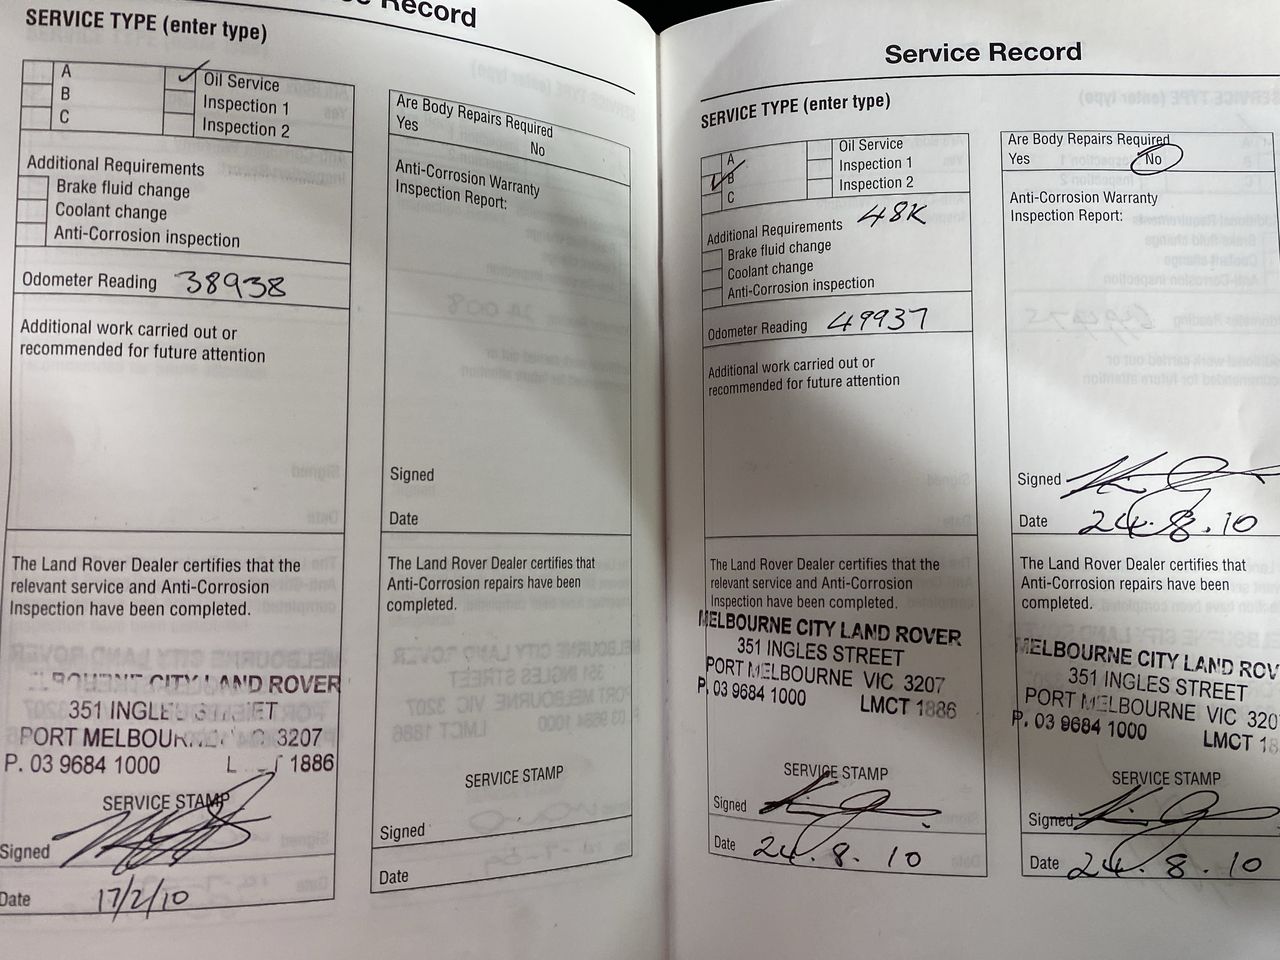 Service Record
SERVICE TYPE (enter type)
A
B
C
Oil Service
Inspection 1
Inspection 2
Additional Requirements
Brake fluid change
Coolant change
Anti-Corrosion inspection
Odometer Reading 38938
Additional work carried out or
recommended for future attention
The Land Rover Dealer certifies that the
relevant service and Anti-Corrosion
Inspection have been completed.
CITY LAND ROVER
351 INGLES
PORT 3207
P. 03 9684 1000 1886
SERVICE STAMP
Signed
Date 17/2/10
Are Body Repairs Required
Yes No
Anti-Corrosion Warranty
Inspection Report:
Signed
Date
The Land Rover Dealer certifies that
Anti-Corrosion repairs have been
completed.
SERVICE STAMP
Signed
Date
Service Record
SERVICE TYPE (enter type)
A
B
C
Oil Service
Inspection 1
Inspection 2
48K
Additional Requirements
Brake fluid change
Coolant change
Anti-Corrosion inspection
Odometer Reading 49937
Additional work carried out or
recommended for future attention
The Land Rover Dealer certifies that the
relevant service and Anti-Corrosion
Inspection have been completed.
MELBOURNE CITY LAND ROVER
351 INGLES STREET
PORT MELBOURNE VIC 3207
P. 03 9684 1000 LMCT 1886
SERVICE STAMP
Signed
Date 24.8.10
Are Body Repairs Required
Yes No
Anti-Corrosion Warranty
Inspection Report:
Signed
Date 24.8.10
The Land Rover Dealer certifies that
Anti-Corrosion repairs have been
completed.
MELBOURNE CITY LAND ROV
351 INGLES STREET
PORT MELBOURNE VIC 320
P. 03 9684 1000 LMCT 18
SERVICE STAMP
Signed
Date 24.8.10